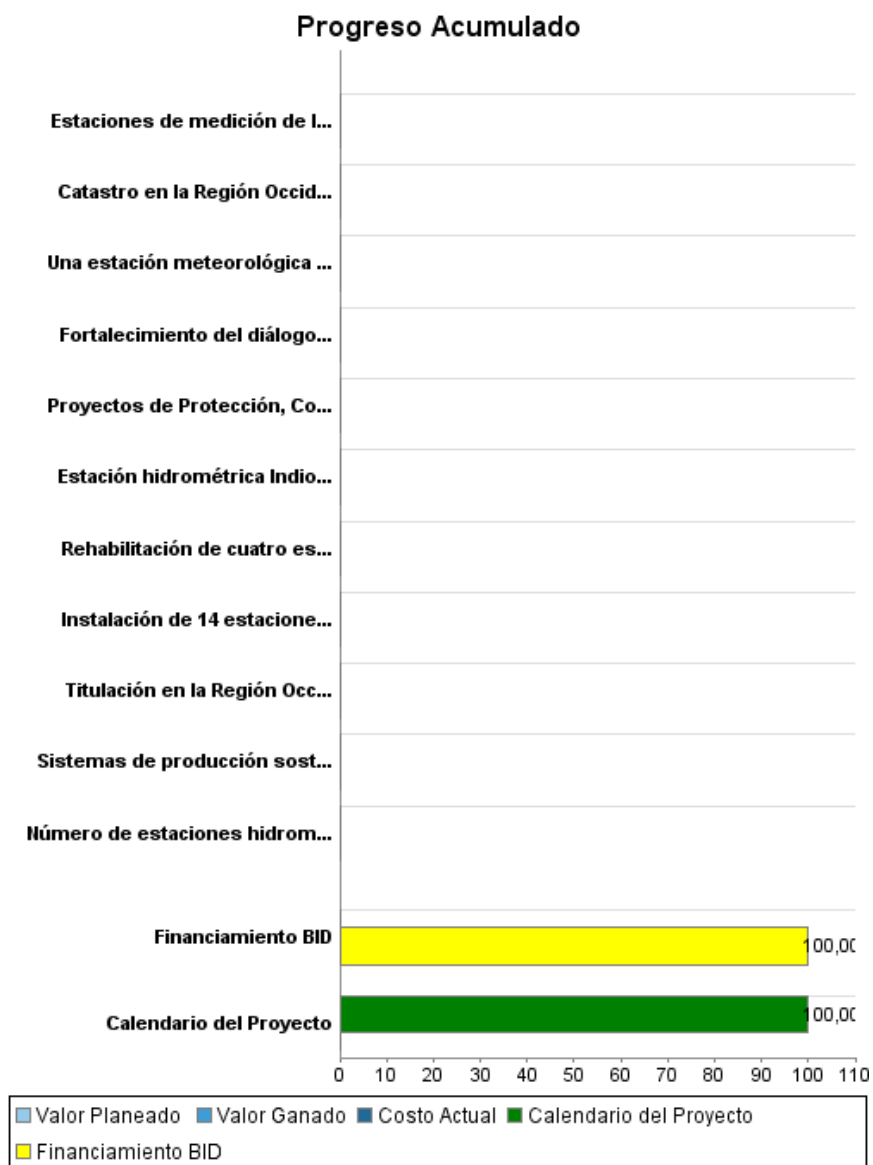 Progreso Acumulado
Estaciones de medición de l...
Catastro en la Región Occid...
Una estación meteorológica ...
Fortalecimiento del diálogo...
Proyectos de Protección, Co...
Estación hidrométrica Indio...
Rehabilitación de cuatro es...
Instalación de 14 estacione...
Titulación en la Región Occ...
Sistemas de producción sost...
Número de estaciones hidrom...
Financiamiento BID 100,00
Calendario del Proyecto 100,00
0 10 20 30 40 50 60 70 80 90 100 110
Valor Planeado Valor Ganado Costo Actual Calendario del Proyecto
Financiamiento BID